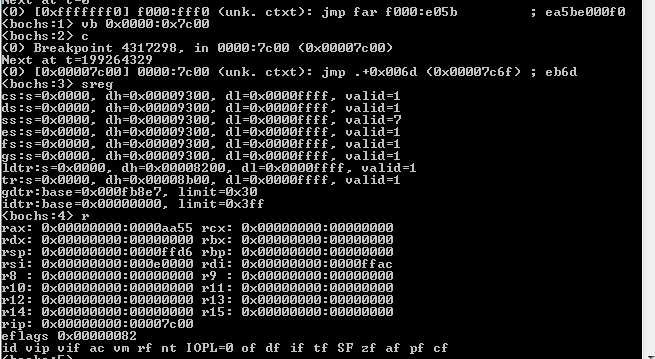 Next at t=0
(0) [0xfffffff0] f000:fff0 (unk. ctxt): jmp far f000:e05b          ; ea5be000f0
<bochs:1> vb 0x0000:0x7c00
<bochs:2> c
(0) Breakpoint 4317298, in 0000:7c00 (0x00007c00)
Next at t=199264329
(0) [0x00007c00] 0000:7c00 (unk. ctxt): jmp .+0x006d (0x00007c6f) ; eb6d
<bochs:3> sreg
cs:s=0x0000, dh=0x00009300, dl=0x0000ffff, valid=1
ds:s=0x0000, dh=0x00009300, dl=0x0000ffff, valid=1
ss:s=0x0000, dh=0x00009300, dl=0x0000ffff, valid=7
es:s=0x0000, dh=0x00009300, dl=0x0000ffff, valid=1
fs:s=0x0000, dh=0x00009300, dl=0x0000ffff, valid=1
gs:s=0x0000, dh=0x00009300, dl=0x0000ffff, valid=1
ldtr:s=0x0000, dh=0x00008200, dl=0x0000ffff, valid=1
tr:s=0x0000, dh=0x00008b00, dl=0x0000ffff, valid=1
gdtr:base=0x000fb8e7, limit=0x30
idtr:base=0x00000000, limit=0x3ff
<bochs:4> r
rax: 0x00000000:0000aa55 rcx: 0x00000000:00000000
rdx: 0x00000000:00000000 rbx: 0x00000000:00000000
rsp: 0x00000000:0000ffd6 rbp: 0x00000000:00000000
rsi: 0x00000000:000e0000 rdi: 0x00000000:0000ffac
r8 : 0x00000000:00000000 r9 : 0x00000000:00000000
r10: 0x00000000:00000000 r11: 0x00000000:00000000
r12: 0x00000000:00000000 r13: 0x00000000:00000000
r14: 0x00000000:00000000 r15: 0x00000000:00000000
rip: 0x00000000:00007c00
eflags 0x00000082
id vip vif ac vm rf nt IOPL=0 of df if tf SF zf af pf cf